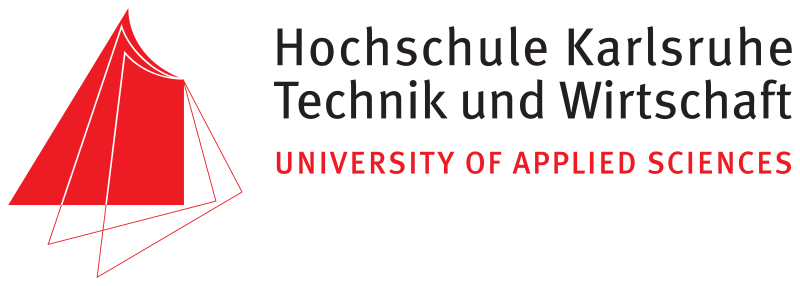 Hochschule Karlsruhe
Technik und Wirtschaft
UNIVERSITY OF APPLIED SCIENCES